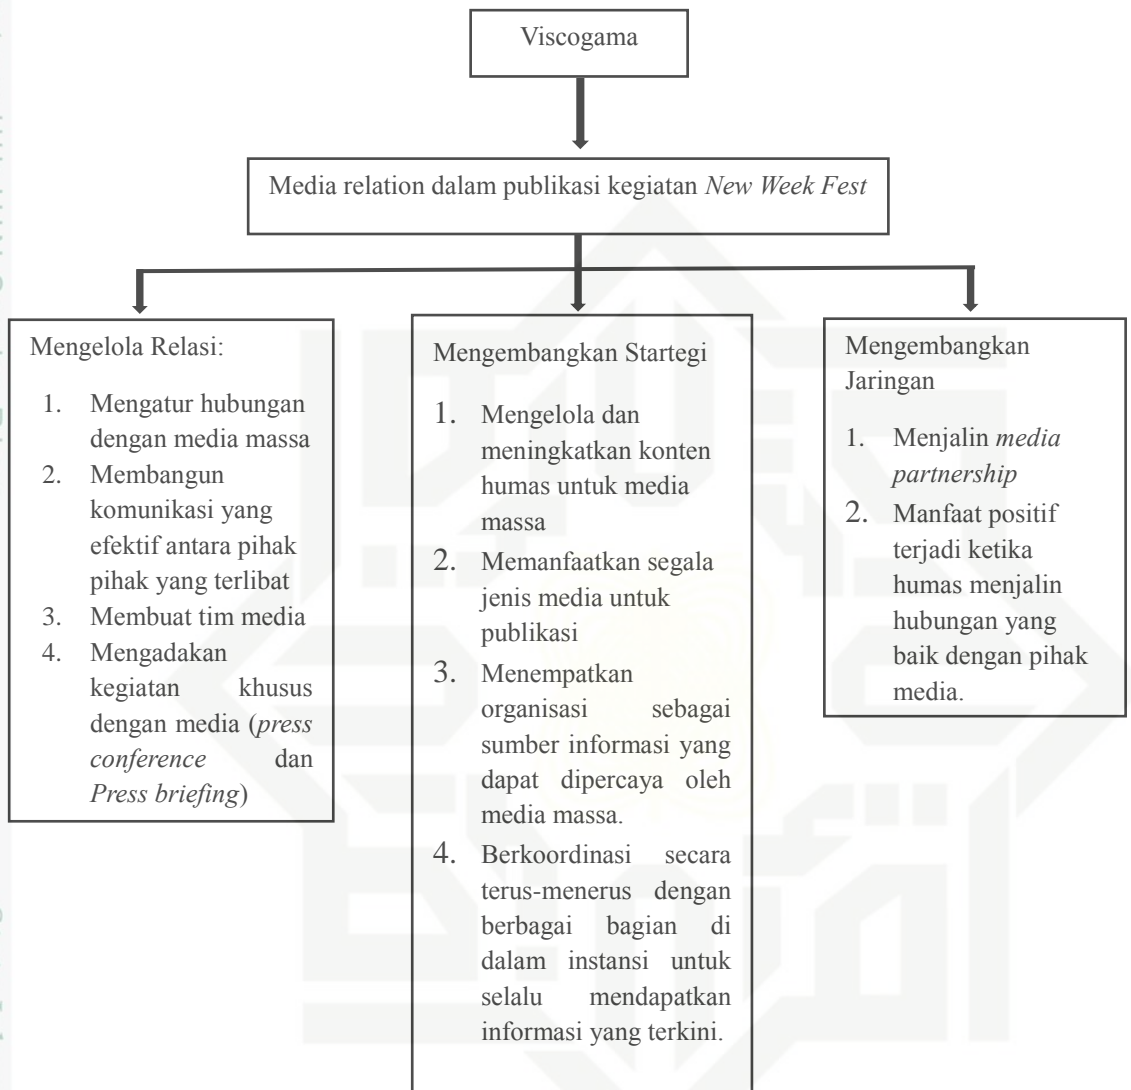 Viscogama
Media relation dalam publikasi kegiatan New Week Fest
Mengelola Relasi:
1. Mengatur hubungan
dengan media massa
2. Membangun
komunikasi yang
efektif antara pihak
pihak yang terlibat
3. Membuat tim media
4. Mengadakan
kegiatan khusus
dengan media (press
conference dan
Press briefing)
Mengembangkan Startegi
1. Mengelola dan
meningkatkan konten
humas untuk media
massa
2. Memanfaatkan segala
jenis media untuk
publikasi
3. Menempatkan
organisasi sebagai
sumber informasi yang
dapat dipercaya oleh
media massa.
4. Berkoordinasi secara
terus-menerus dengan
berbagai bagian di
dalam instansi untuk
selalu mendapatkan
informasi yang terkini.
Mengembangkan
Jaringan
1. Menjalin media
partnership
2. Manfaat positif
terjadi ketika
humas menjalin
hubungan yang
baik dengan pihak
media.